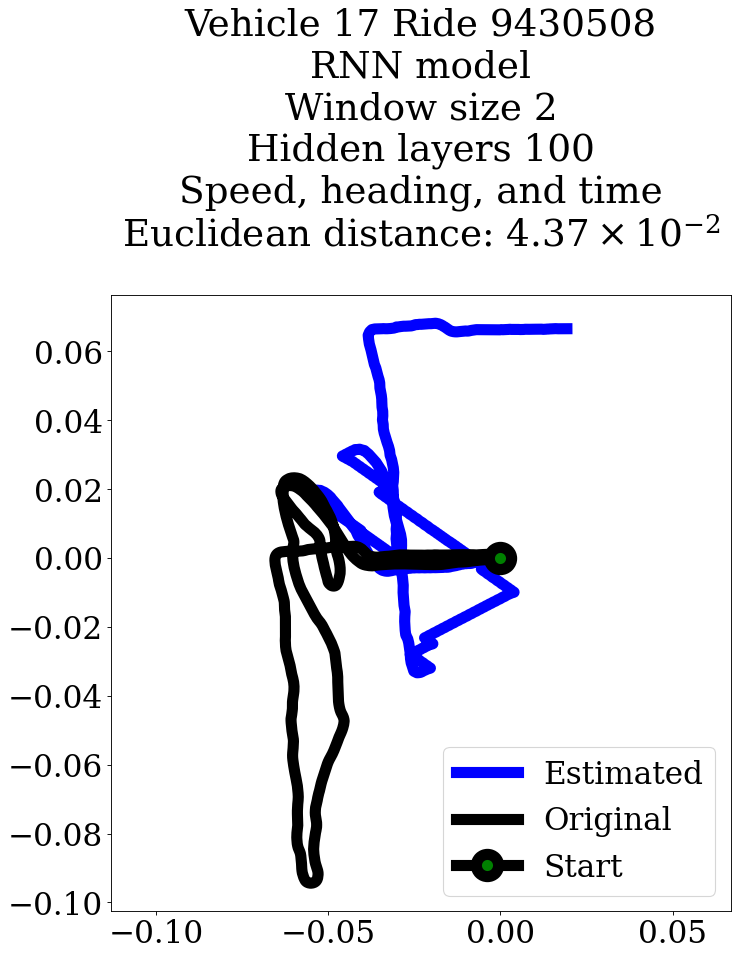 Vehicle 17 Ride 9430508
RNN model
Window size 2
Hidden layers 100
Speed, heading, and time
Euclidean distance: 4.37 × 10⁻²
0.06
0.04
0.02
0.00
−0.02
−0.04
−0.06
−0.08
−0.10
Estimated
Original
Start
−0.10 −0.05 0.00 0.05